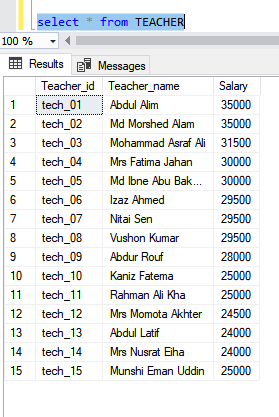 select * from TEACHER
100 %
Results Messages
Teacher_id Teacher_name Salary
1 tech_01 Abdul Alim 35000
2 tech_02 Md Morshed Alam 35000
3 tech_03 Mohammad Asraf Ali 31500
4 tech_04 Mrs Fatima Jahan 30000
5 tech_05 Md Ibne Abu Bak... 30000
6 tech_06 Izaz Ahmed 29500
7 tech_07 Nitai Sen 29500
8 tech_08 Vushon Kumar 29500
9 tech_09 Abdur Rouf 28000
10 tech_10 Kaniz Fatema 25000
11 tech_11 Rahman Ali Kha 25000
12 tech_12 Mrs Momota Akhter 24500
13 tech_13 Abdul Latif 24000
14 tech_14 Mrs Nusrat Eiha 24000
15 tech_15 Munshi Eman Uddin 25000